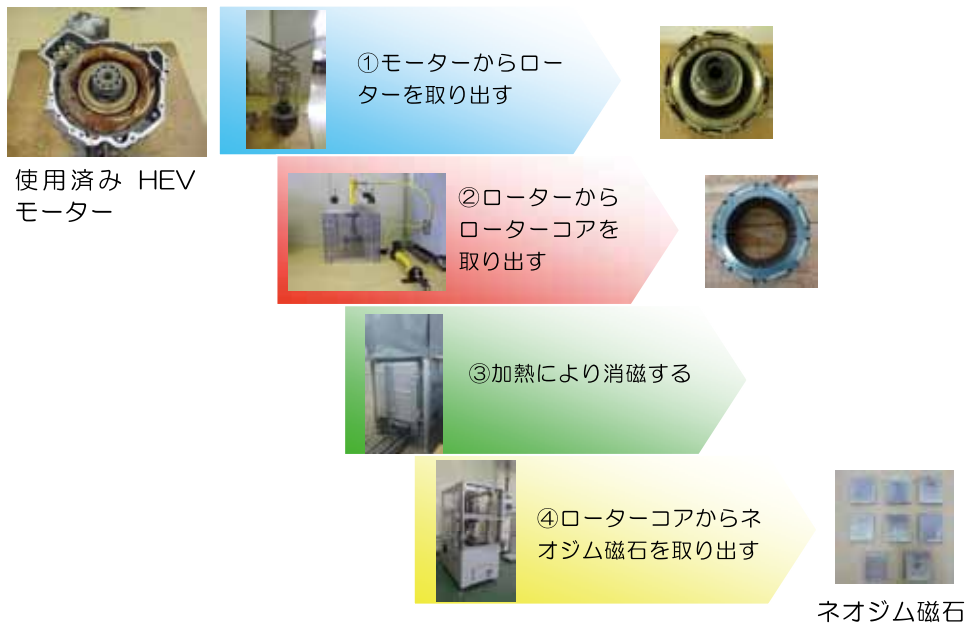 使用済み HEV
モーター
①モーターからロー
ターを取り出す
②ローターから
ローターコアを
取り出す
③加熱により消磁する
④ローターコアからネ
オジム磁石を取り出す
ネオジム磁石